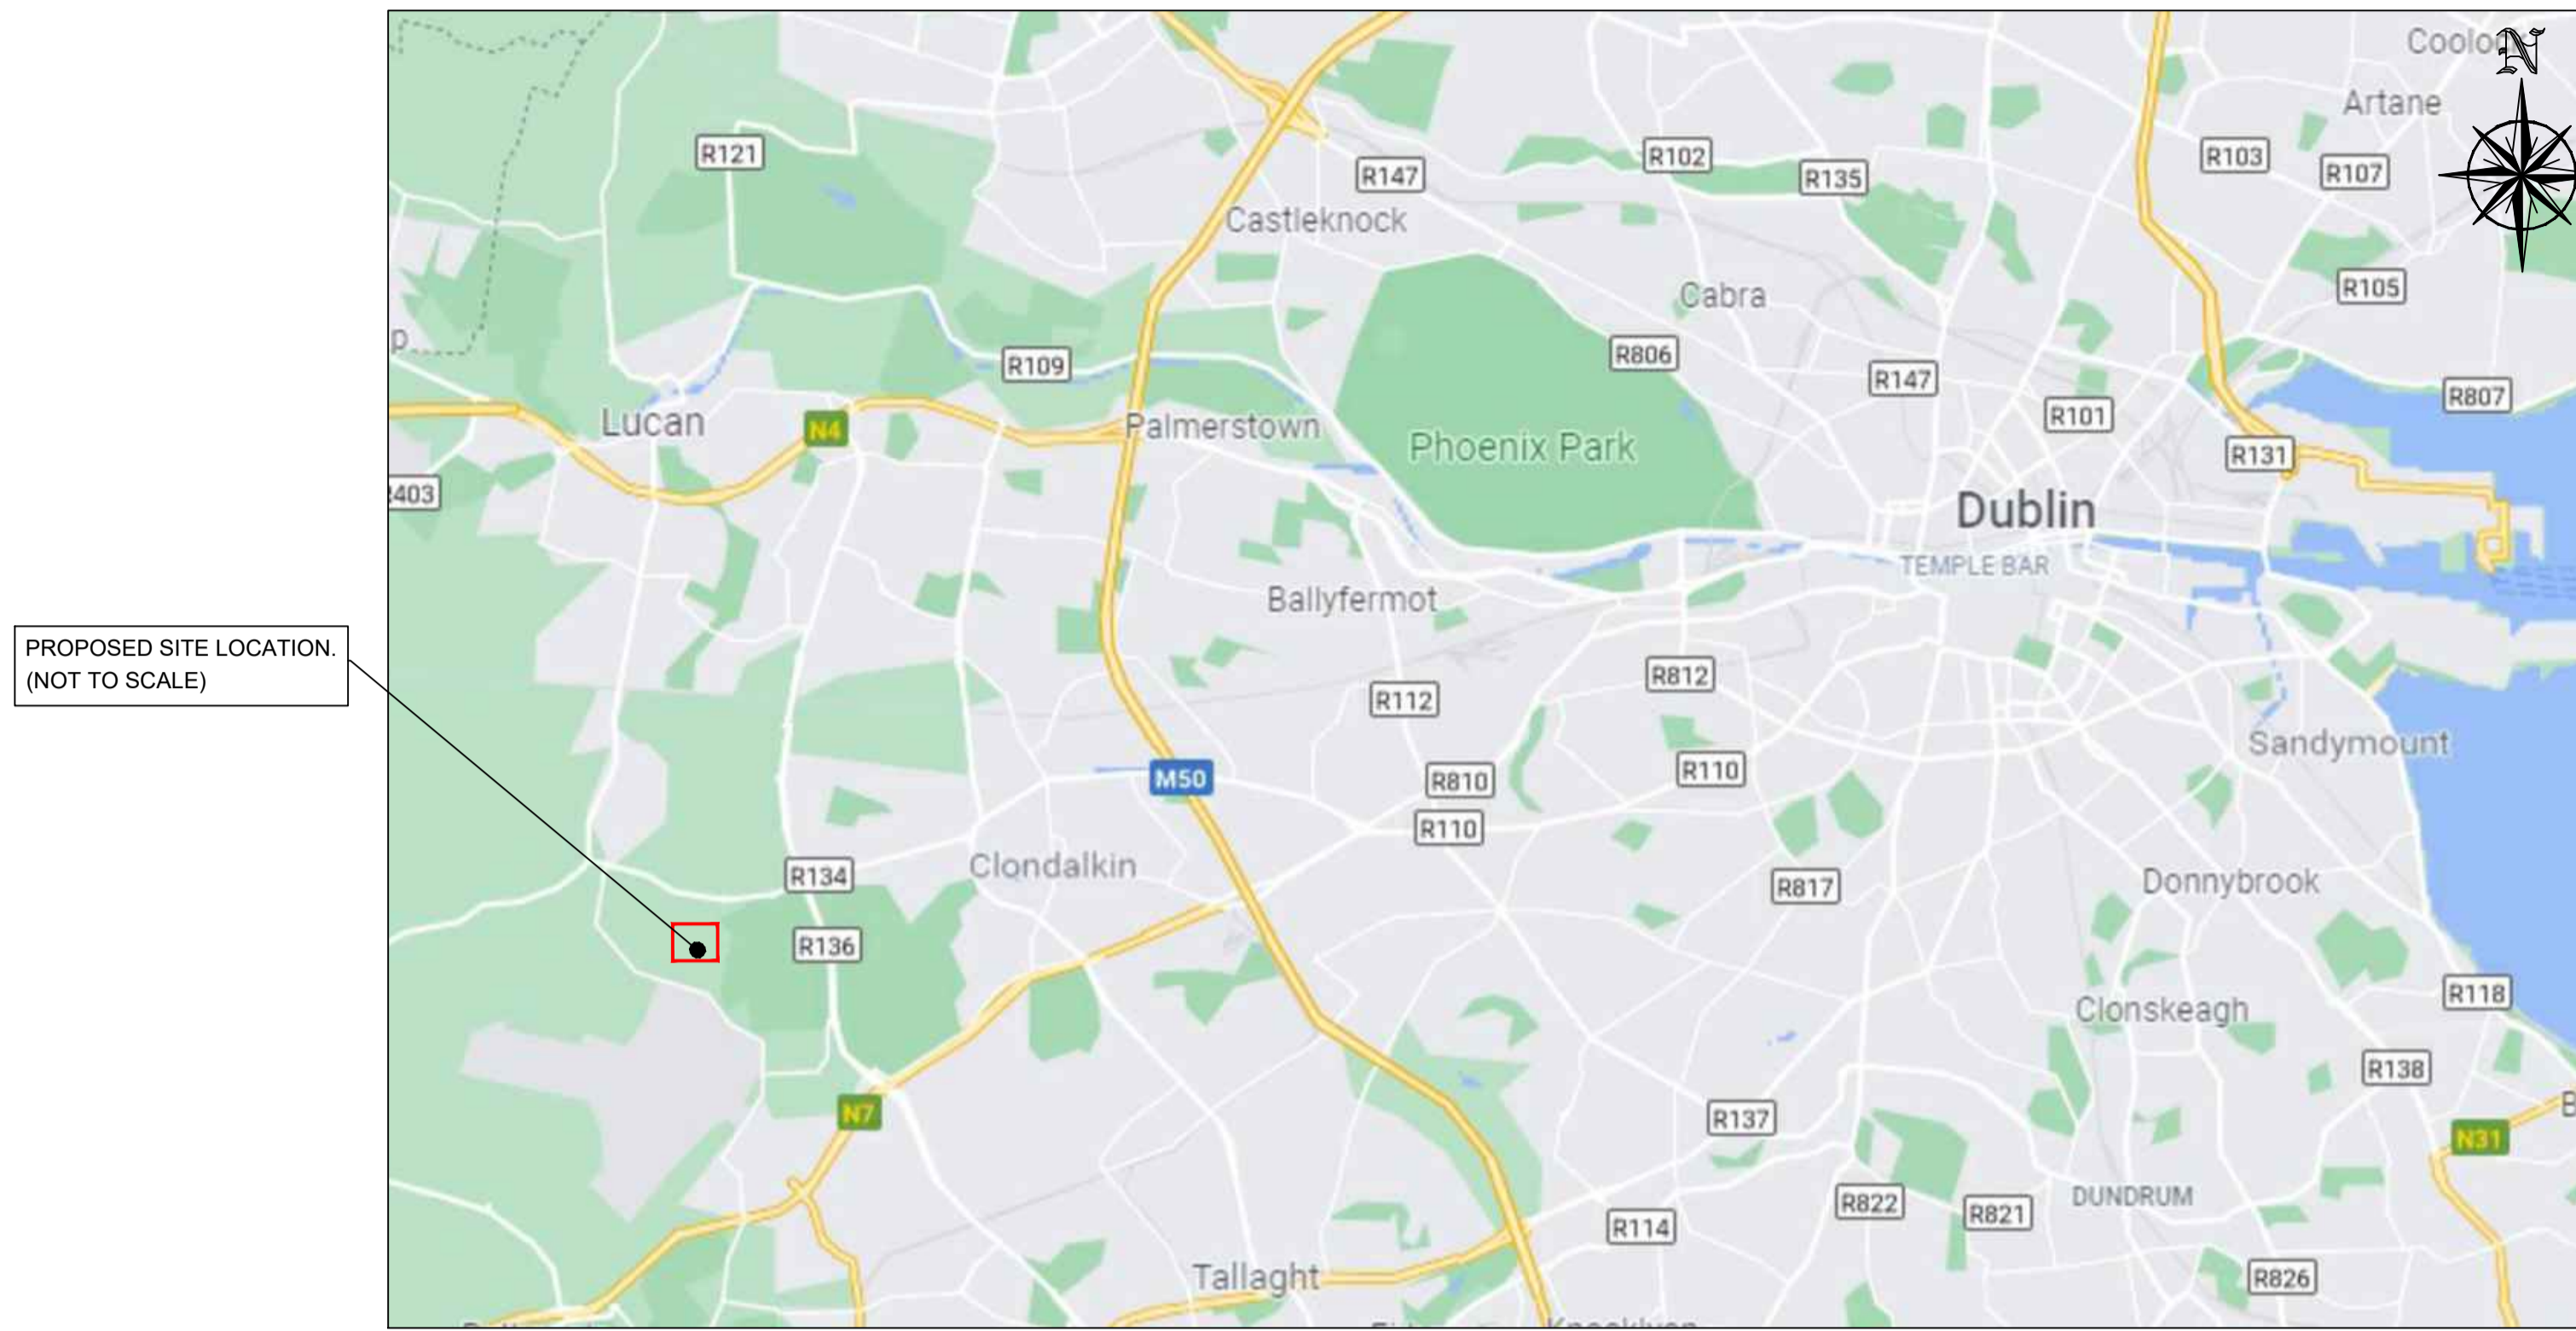 PROPOSED SITE LOCATION.
(NOT TO SCALE)
N
Artane
R121
R102
R103
R147
R135
R107
Castleknock
Cabra
R105
R806
R109
R147
R807
Lucan
N4
Palmerstown
Phoenix Park
R101
R131
403
Dublin
TEMPLE BAR
Ballyfermot
R812
R112
Sandymount
M50
R810
R110
R110
Clondalkin
R134
R817
Donnybrook
R136
R118
Clonskeagh
R138
N7
R137
N31
B
DUNDRUM
R822
R821
R114
Tallaght
R826
p